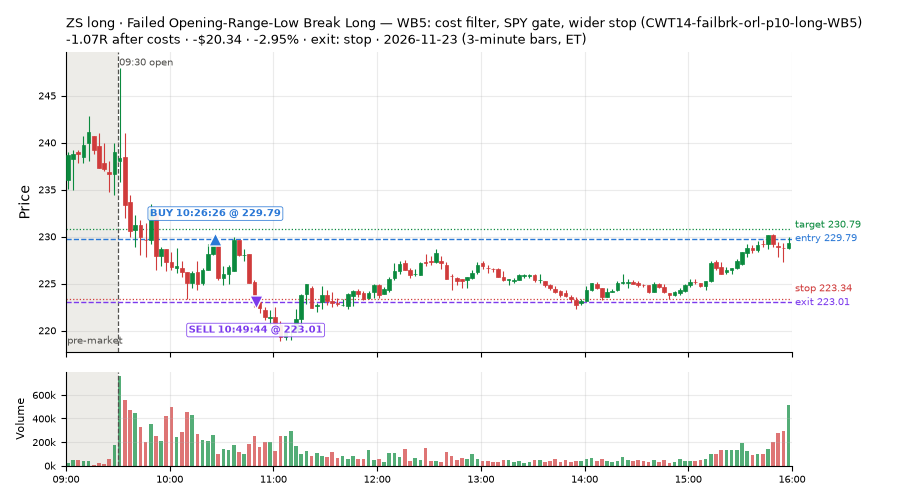 ZS long · Failed Opening-Range-Low Break Long — WB5: cost filter, SPY gate, wider stop (CWT14-failbrk-orl-p10-long-WB5)
-1.07R after costs · -$20.34 · -2.95% · exit: stop · 2026-11-23 (3-minute bars, ET)
09:30 open
245
240
235
230
225
220
Price
BUY 10:26:26 @ 229.79
target 230.79
entry 229.79
stop 223.34
exit 223.01
SELL 10:49:44 @ 223.01
pre-market
600k
400k
200k
0k
Volume
09:00
10:00
11:00
12:00
13:00
14:00
15:00
16:00